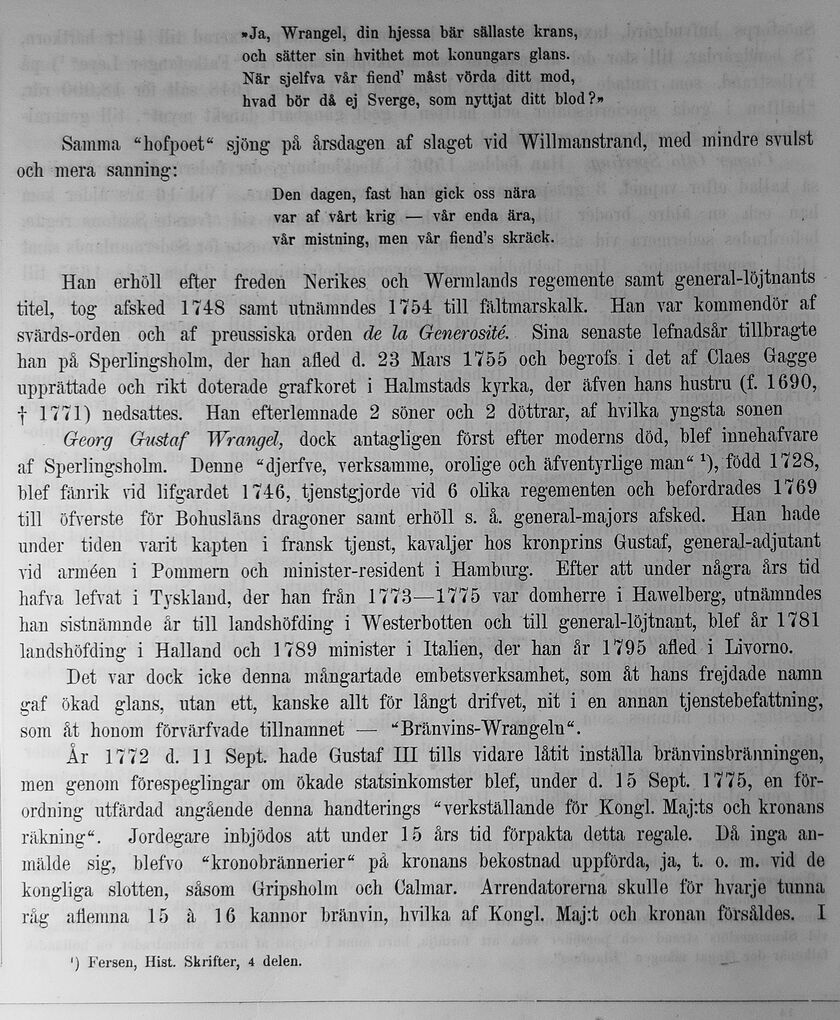 »Ja, Wrangel, din hjessa bär sällaste krans,
och sätter sin hvithet mot konungars glans.
När sjelfva vår fiend' måst vörda ditt mod,
hvad bör då ej Sverge, som nyttjat ditt blod?»
Samma “hofpoet“ sjöng på årsdagen af slaget vid Willmanstrand, med mindre svulst
och mera sanning:
Den dagen, fast han gick oss nära
var af vårt krig — vår enda ära,
vår mistning, men vår fiend's skräck.
Han erhöll efter freden Nerikes och Wermlands regemente samt general-löjtnants
titel, tog afsked 1748 samt utnämndes 1754 till fältmarskalk. Han var kommendör af
svärds-orden och af preussiska orden de la Generosité. Sina senaste lefnadsår tillbragte
han på Sperlingsholm, der han afled d. 23 Mars 1755 och begrofs i det af Claes Gagge
upprättade och rikt doterade grafkoret i Halmstads kyrka, der äfven hans hustru (f. 1690,
† 1771) nedsattes. Han efterlemnade 2 söner och 2 döttrar, af hvilka yngsta sonen
Georg Gustaf Wrangel, dock antagligen först efter moderns död, blef innehafvare
af Sperlingsholm. Denne “djerfve, verksamme, orolige och äfventyrlige man“ ¹), född 1728,
blef fänrik vid lifgardet 1746, tjenstgjorde vid 6 olika regementen och befordrades 1769
till öfverste för Bohusläns dragoner samt erhöll s. å. general-majors afsked. Han hade
under tiden varit kapten i fransk tjenst, kavaljer hos kronprins Gustaf, general-adjutant
vid arméen i Pommern och minister-resident i Hamburg. Efter att under några års tid
hafva lefvat i Tyskland, der han från 1773—1775 var domherre i Hawelberg, utnämndes
han sistnämnde år till landshöfding i Westerbotten och till general-löjtnant, blef år 1781
landshöfding i Halland och 1789 minister i Italien, der han år 1795 afled i Livorno.
Det var dock icke denna mångartade embetsverksamhet, som åt hans frejdade namn
gaf ökad glans, utan ett, kanske allt för långt drifvet, nit i en annan tjenstebefattning,
som åt honom förvärfvade tillnamnet — “Bränvins-Wrangeln“.
År 1772 d. 11 Sept. hade Gustaf III tills vidare låtit inställa bränvinsbränningen,
men genom förespeglingar om ökade statsinkomster blef, under d. 15 Sept. 1775, en för-
ordning utfärdad angående denna handterings “verkställande för Kongl. Maj:ts och kronans
räkning“. Jordegare inbjödos att under 15 års tid förpakta detta regale. Då inga an-
mälde sig, blefvo “kronobrännerier“ på kronans bekostnad uppförda, ja, t. o. m. vid de
kongliga slotten, såsom Gripsholm och Calmar. Arrendatorerna skulle för hvarje tunna
råg aflemna 15 à 16 kannor bränvin, hvilka af Kongl. Maj:t och kronan försåldes. I
¹) Fersen, Hist. Skrifter, 4 delen.